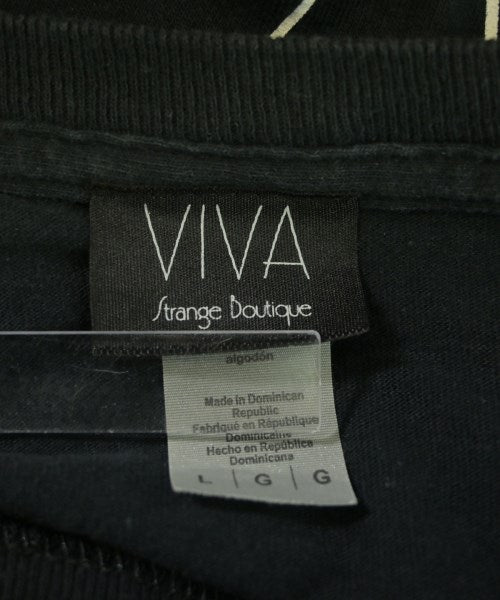 VIVA
Strange Boutique
algodón
Made in Dominican
Republic
Fabriqué en République
Dominicaine
Hecho en República
Dominicana
L | G | G